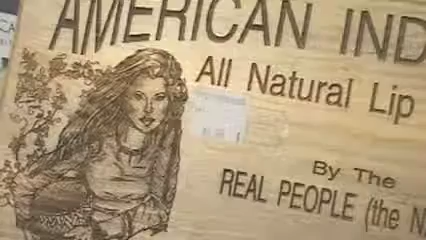 AMERICAN IND
All Natural Lip
By The
REAL PEOPLE (the N